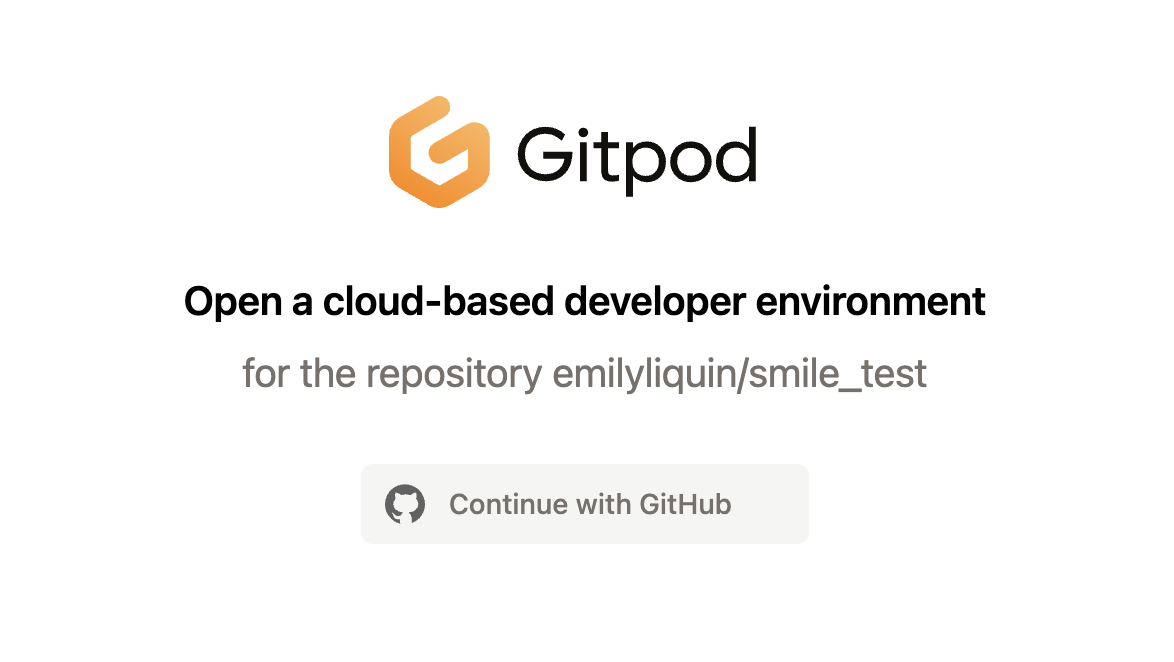 Gitpod
Open a cloud-based developer environment
for the repository emilyliquin/smile_test
Continue with GitHub